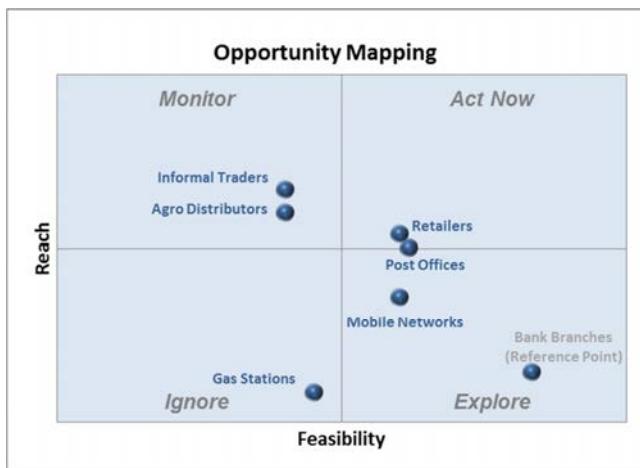 Opportunity Mapping
Monitor
Act Now
Informal Traders
Agro Distributors
Retailers
Post Offices
Reach
Mobile Networks
Bank Branches
(Reference Point)
Gas Stations
Ignore
Explore
Feasibility